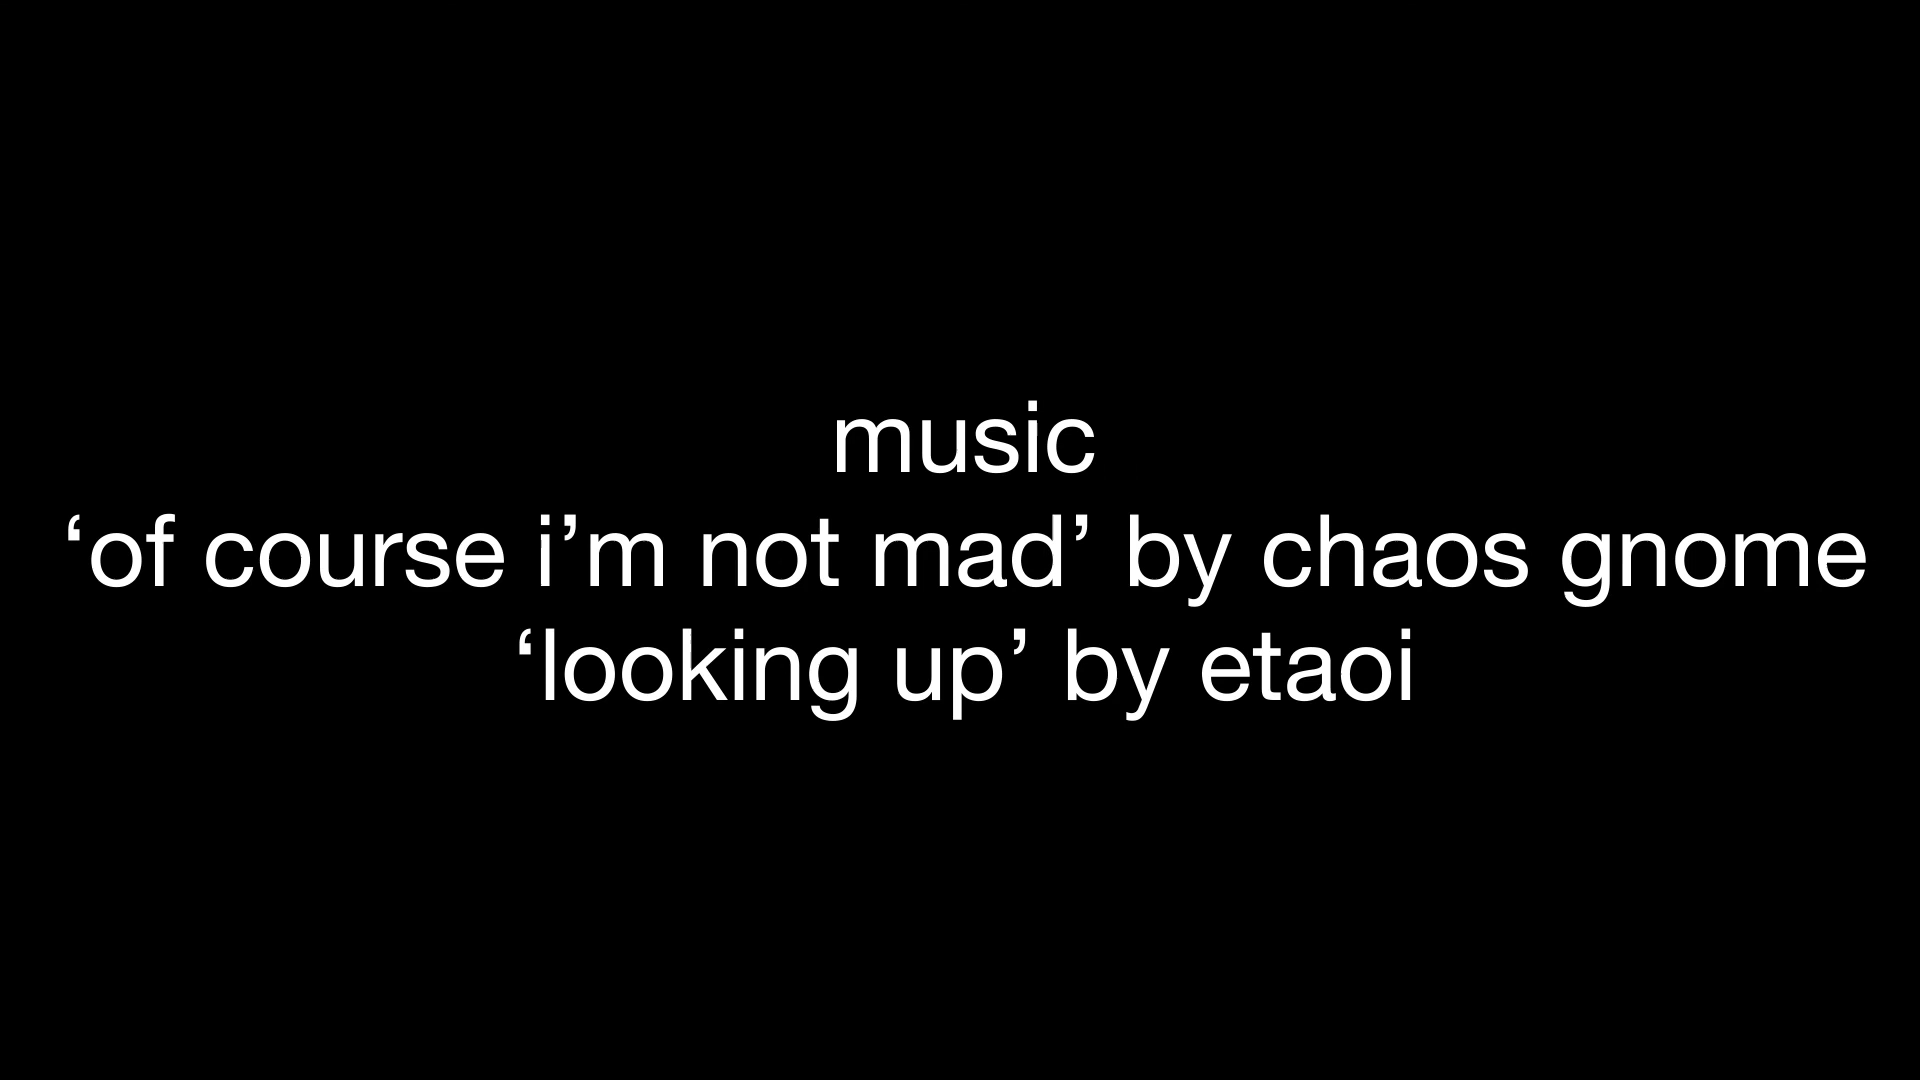 music
‘of course i’m not mad’ by chaos gnome
‘looking up’ by etaoi